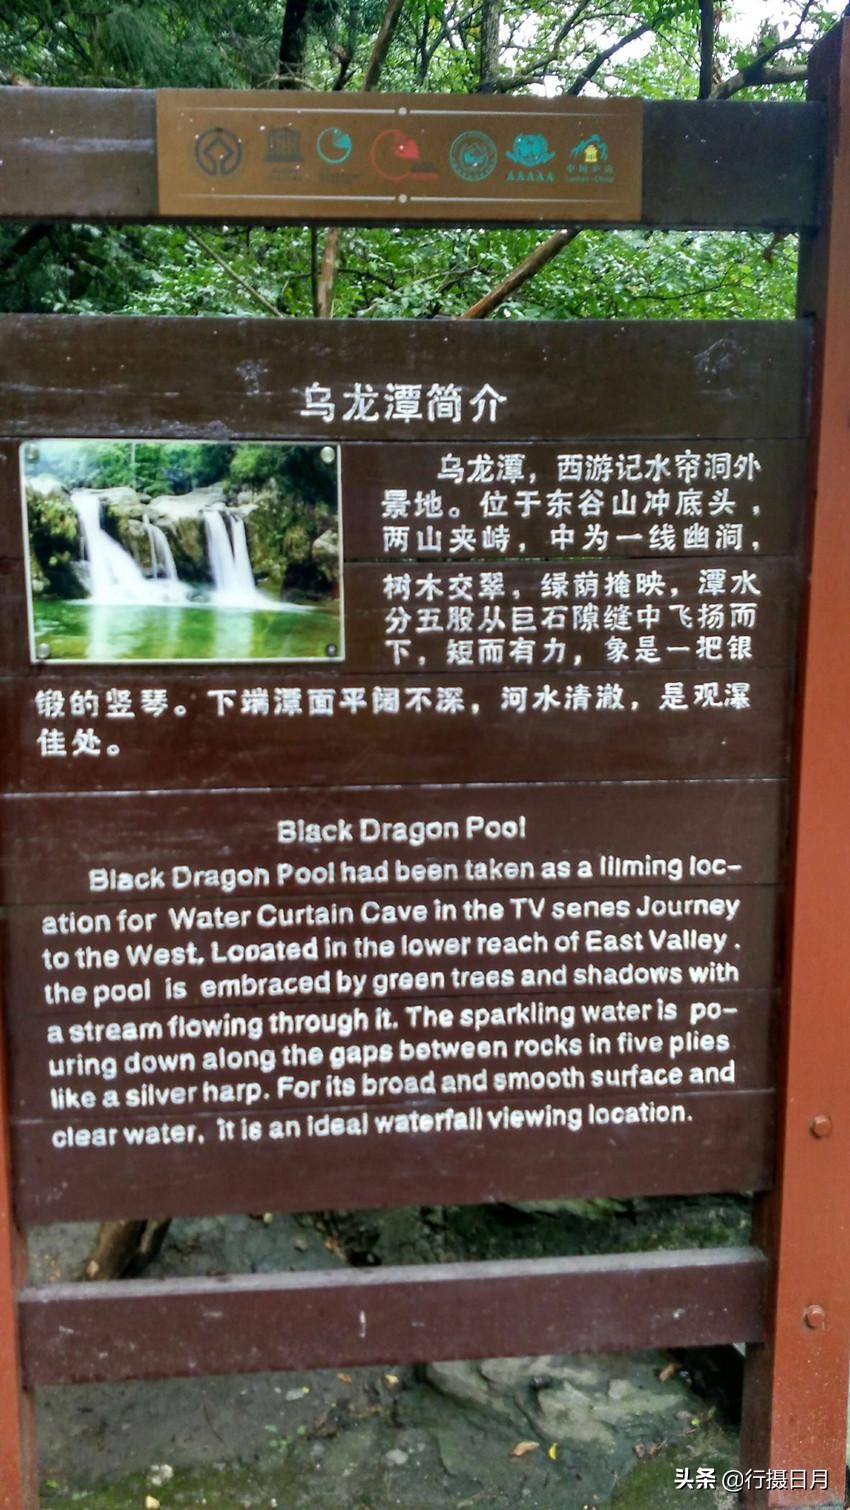 中国庐山
Lushan-China
乌龙潭简介
乌龙潭，西游记水帘洞外
景地。位于东谷山冲底头，
两山夹峙，中为一线幽涧，
树木交翠，绿荫掩映，潭水
分五股从巨石隙缝中飞扬而
下，短而有力，象是一把银
锻的竖琴。下端潭面平阔不深，河水清澈，是观瀑
佳处。
Black Dragon Pool
Black Dragon Pool had been taken as a filming loc-
ation for Water Curtain Cave in the TV senes Journey
to the West. Located in the lower reach of East Valley .
the pool is embraced by green trees and shadows with
a stream flowing through it. The sparkling water is po-
uring down along the gaps between rocks in five plies
like a silver harp. For its broad and smooth surface and
clear water, it is an ideal waterfall viewing location.
头条 @行摄日月